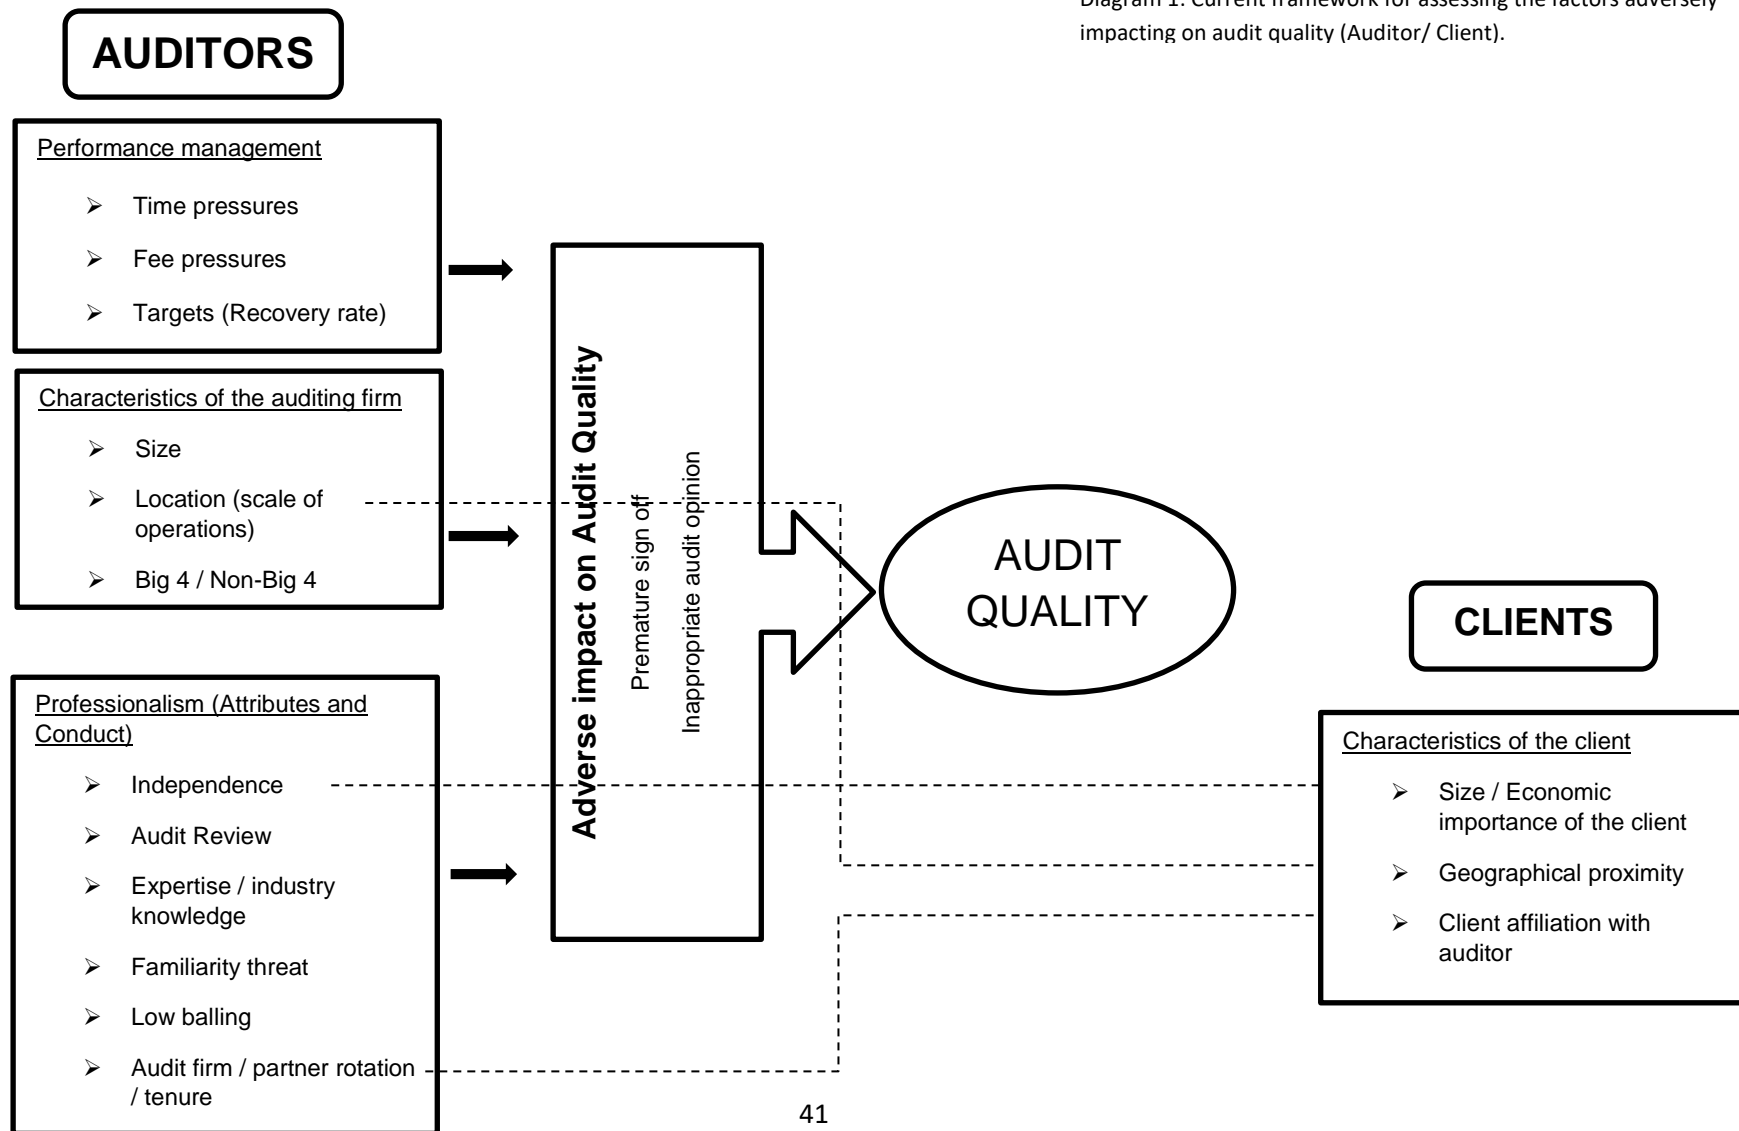 Diagram 1: Current framework for assessing the factors adversely
impacting on audit quality (Auditor/ Client).
AUDITORS
Performance management
➢ Time pressures
➢ Fee pressures
➢ Targets (Recovery rate)
Characteristics of the auditing firm
➢ Size
➢ Location (scale of
operations)
➢ Big 4 / Non-Big 4
Professionalism (Attributes and
Conduct)
➢ Independence
➢ Audit Review
➢ Expertise / industry
knowledge
➢ Familiarity threat
➢ Low balling
➢ Audit firm / partner rotation
/ tenure
Adverse impact on Audit Quality
Premature sign off
Inappropriate audit opinion
AUDIT
QUALITY
CLIENTS
Characteristics of the client
➢ Size / Economic
importance of the client
➢ Geographical proximity
➢ Client affiliation with
auditor
41